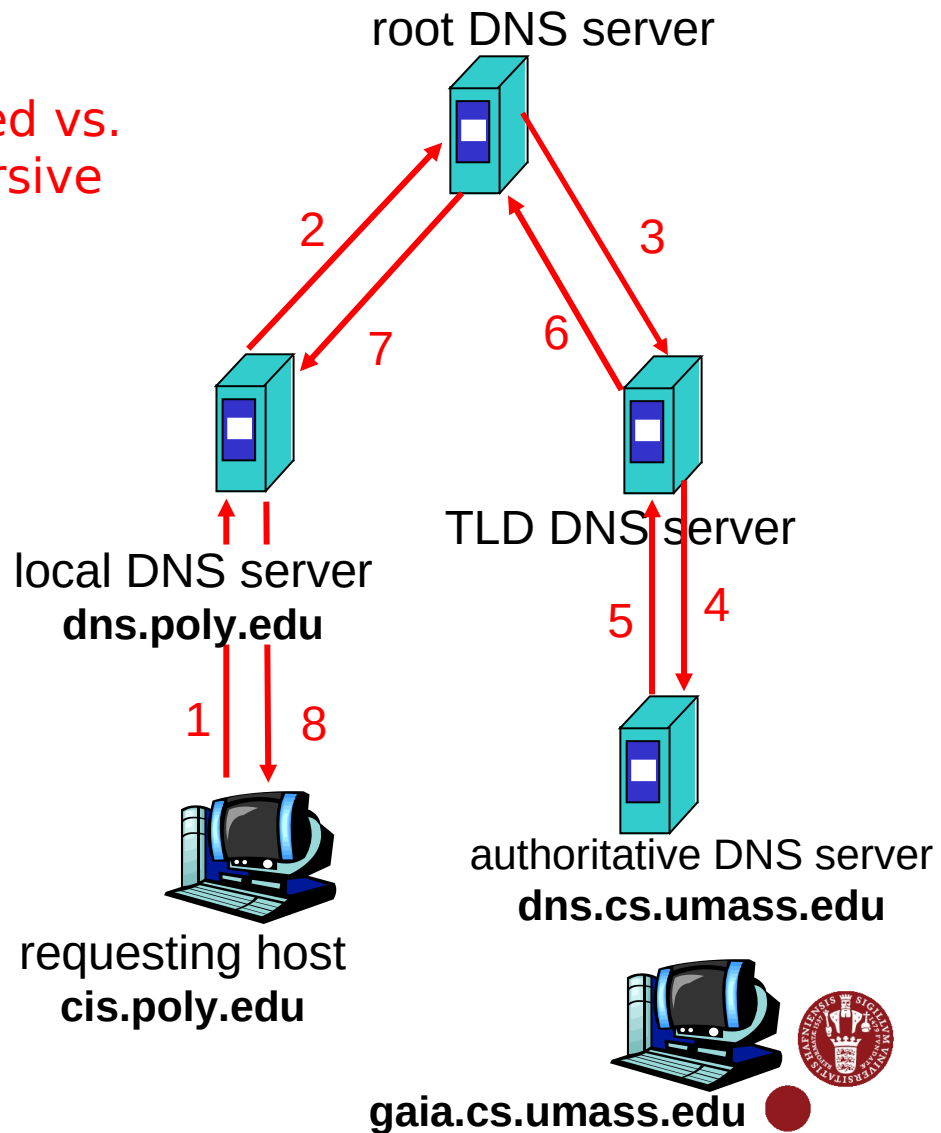 root DNS server
ed vs.
rsive
2
3
7
6
TLD DNS server
local DNS server
dns.poly.edu
5
4
1
8
authoritative DNS server
dns.cs.umass.edu
requesting host
cis.poly.edu
gaia.cs.umass.edu